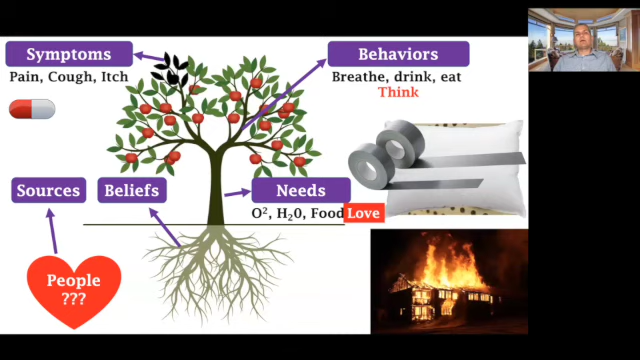 Symptoms
Pain, Cough, Itch
Behaviors
Breathe, drink, eat
Think
Sources
Beliefs
Needs
O², H₂0, Food Love
People
???